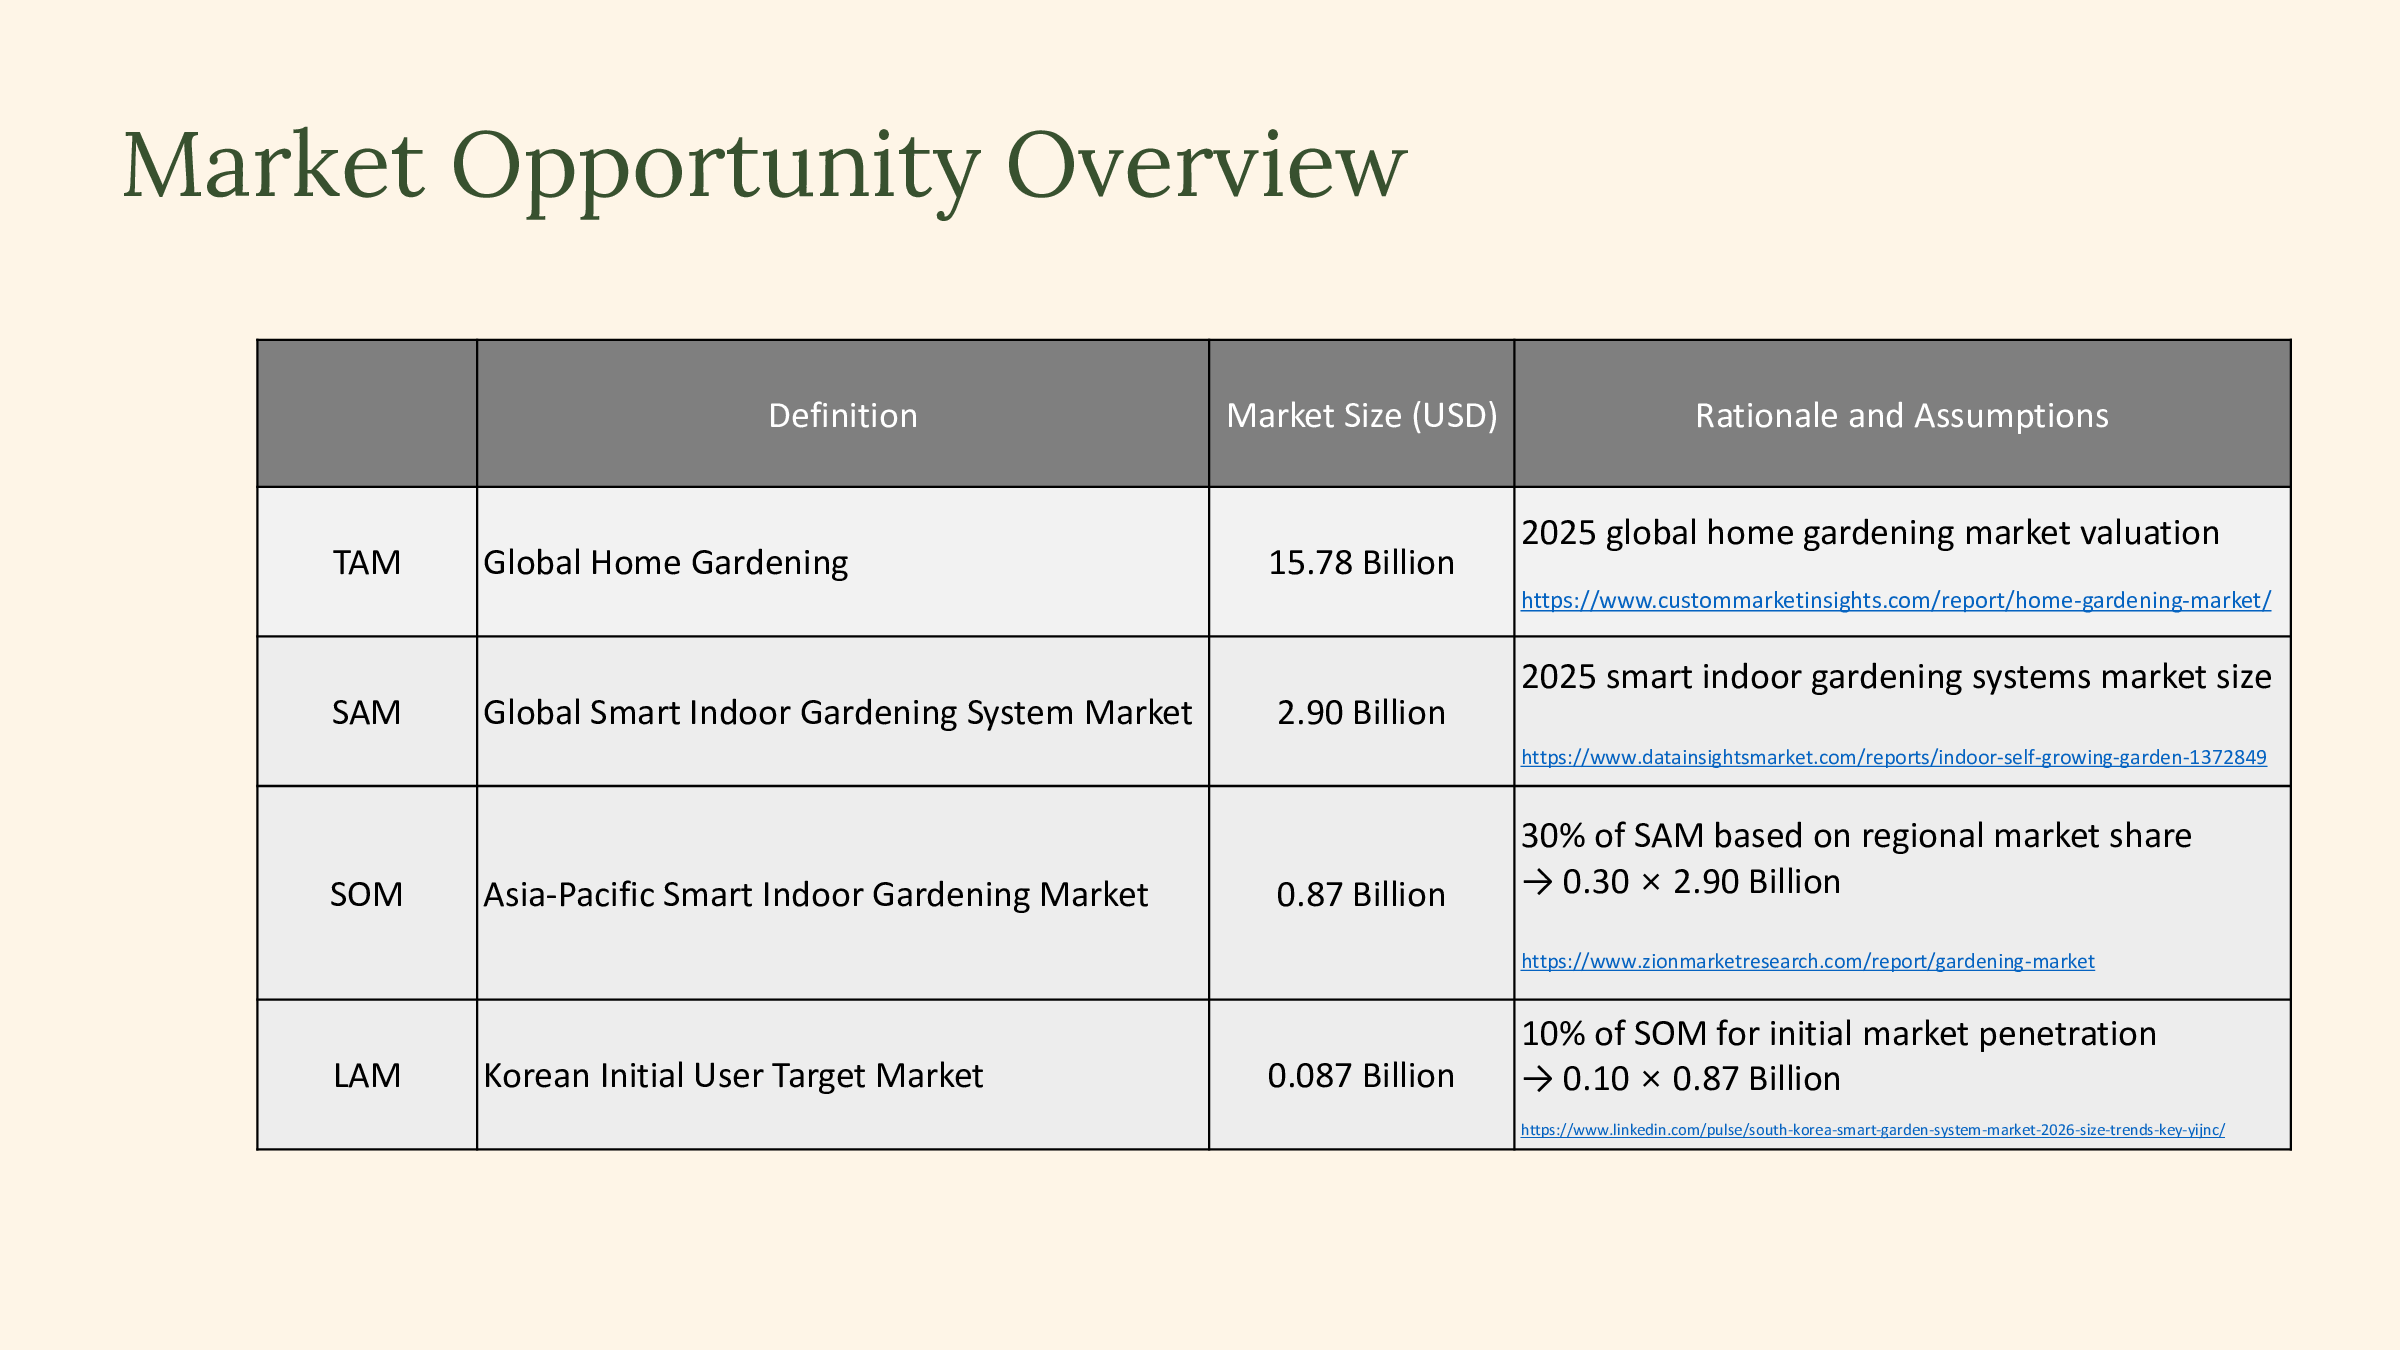 Market Opportunity Overview
Definition
Market Size (USD)
Rationale and Assumptions
TAM
Global Home Gardening
15.78 Billion
2025 global home gardening market valuation
https://www.custommarketinsights.com/report/home-gardening-market/
SAM
Global Smart Indoor Gardening System Market
2.90 Billion
2025 smart indoor gardening systems market size
https://www.datainsightsmarket.com/reports/indoor-self-growing-garden-1372849
SOM
Asia-Pacific Smart Indoor Gardening Market
0.87 Billion
30% of SAM based on regional market share
→ 0.30 × 2.90 Billion
https://www.zionmarketresearch.com/report/gardening-market
LAM
Korean Initial User Target Market
0.087 Billion
10% of SOM for initial market penetration
→ 0.10 × 0.87 Billion
https://www.linkedin.com/pulse/south-korea-smart-garden-system-market-2026-size-trends-key-yijnc/